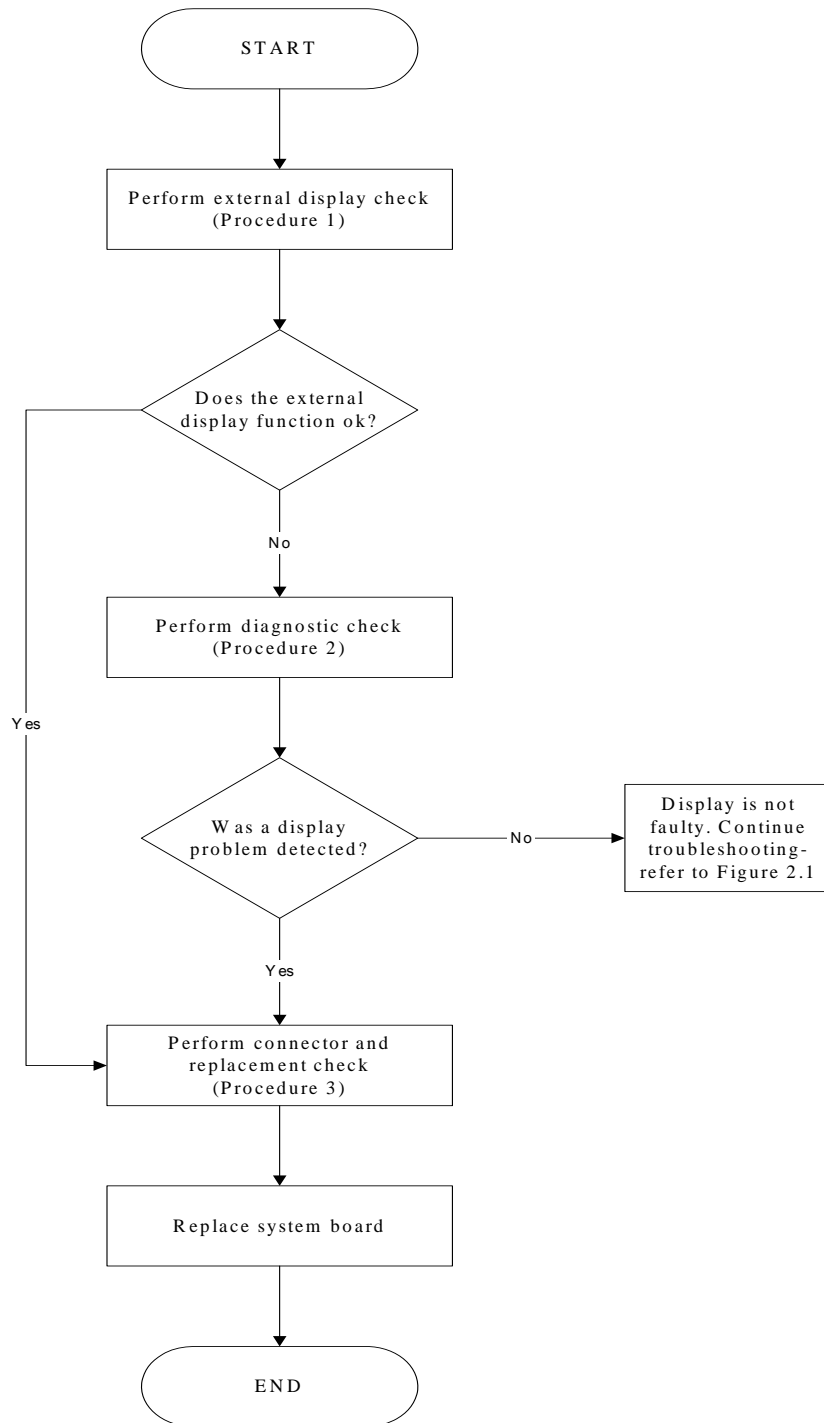 START
Perform external display check
(Procedure 1)
Does the external
display function ok?
No
Perform diagnostic check
(Procedure 2)
Yes
Was a display
problem detected?
No
Display is not
faulty. Continue
troubleshooting-
refer to Figure 2.1
Yes
Perform connector and
replacement check
(Procedure 3)
Replace system board
END